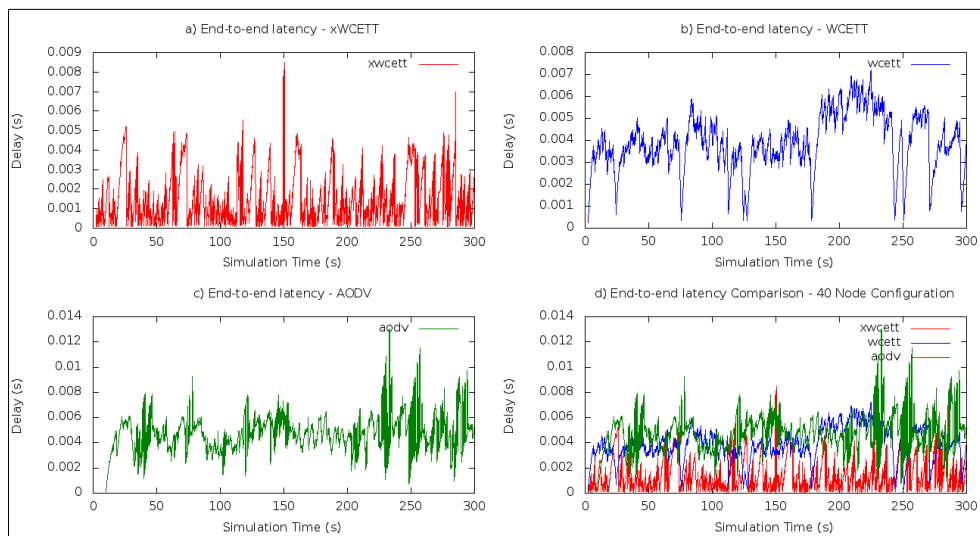 a) End-to-end latency - xWCETT
0.009
0.008
0.007
0.006
0.005
0.004
0.003
0.002
0.001
0
Delay (s)
xwcett
0 50 100 150 200 250 300
Simulation Time (s)
b) End-to-end latency - WCETT
0.008
0.007
0.006
0.005
0.004
0.003
0.002
0.001
0
Delay (s)
wcett
0 50 100 150 200 250 300
Simulation Time (s)
c) End-to-end latency - AODV
0.014
0.012
0.01
0.008
0.006
0.004
0.002
0
Delay (s)
aodv
0 50 100 150 200 250 300
Simulation Time (s)
d) End-to-end latency Comparison - 40 Node Configuration
0.014
0.012
0.01
0.008
0.006
0.004
0.002
0
Delay (s)
xwcett
wcett
aodv
0 50 100 150 200 250 300
Simulation Time (s)